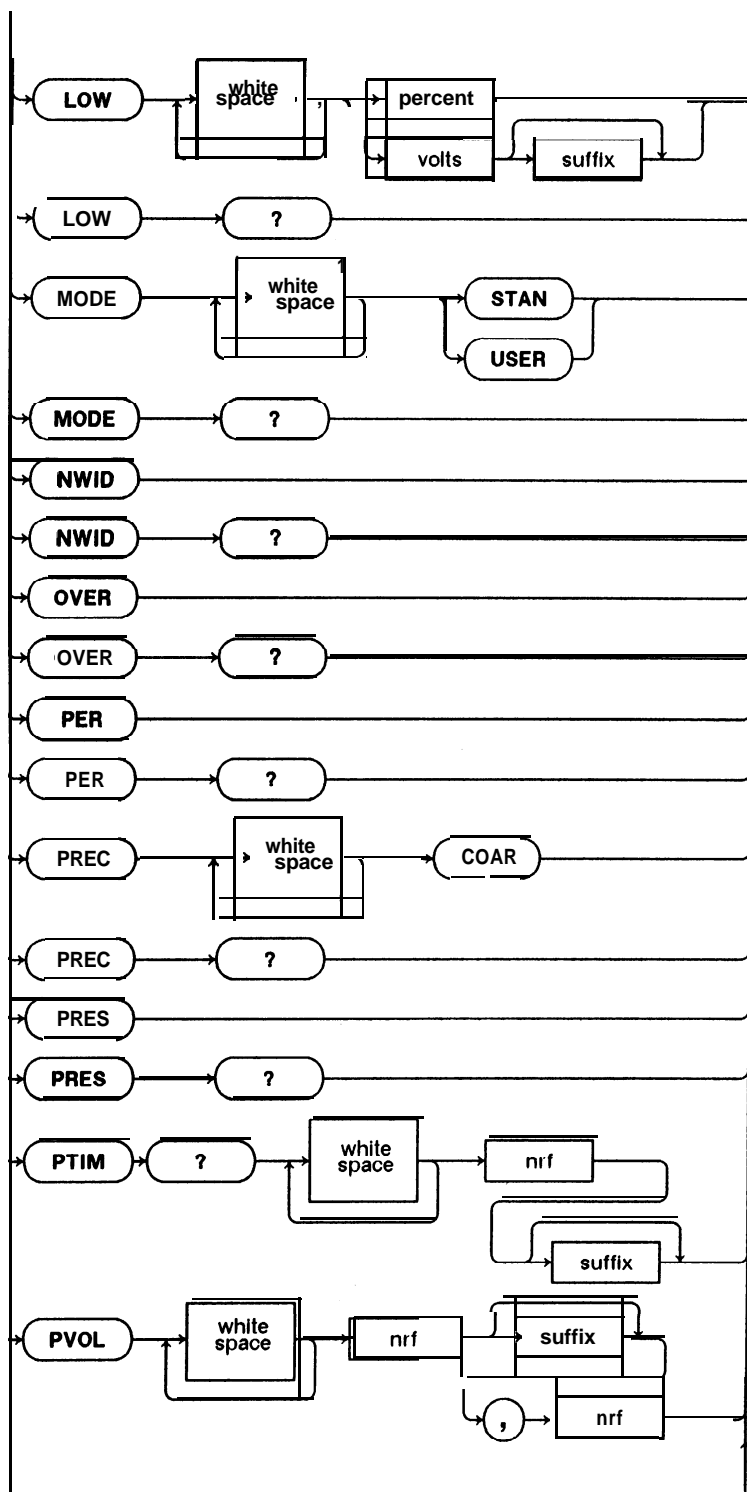 LOW white space , percent
volts suffix
LOW ?
MODE white space STAN
USER
MODE ?
NWID
NWID ?
OVER
OVER ?
PER
PER ?
PREC white space COAR
PREC ?
PRES
PRES ?
PTIM ? white space nrf
suffix
PVOL white space nrf suffix
, nrf